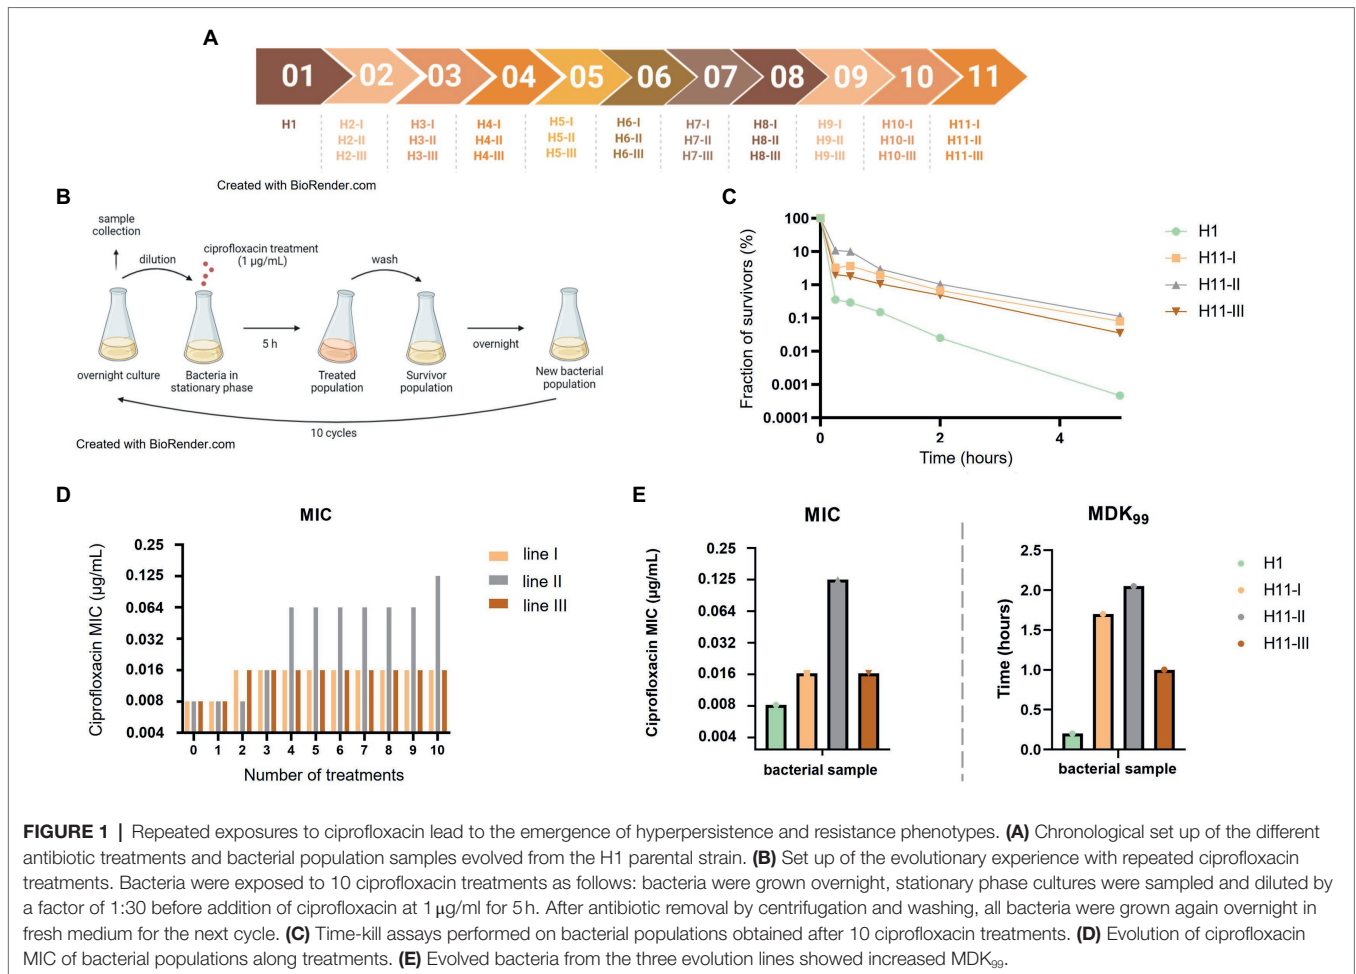 A
01 02 03 04 05 06 07 08 09 10 11
H1 H2-I H3-I H4-I H5-I H6-I H7-I H8-I H9-I H10-I H11-I
H2-II H3-II H4-II H5-II H6-II H7-II H8-II H9-II H10-II H11-II
H2-III H3-III H4-III H5-III H6-III H7-III H8-III H9-III H10-III H11-III
Created with BioRender.com
B
sample
collection
dilution
ciprofloxacin treatment
(1 µg/mL)
wash
5 h
overnight
overnight culture
Bacteria in
stationary phase
Treated
population
Survivor
population
New bacterial
population
10 cycles
Created with BioRender.com
C
Fraction of survivors (%)
100
10
1
0.1
0.01
0.001
0.0001
0 2 4
Time (hours)
H1
H11-I
H11-II
H11-III
D
MIC
Ciprofloxacin MIC (µg/mL)
0.25
0.125
0.064
0.032
0.016
0.008
0.004
0 1 2 3 4 5 6 7 8 9 10
Number of treatments
line I
line II
line III
E
MIC
Ciprofloxacin MIC (µg/mL)
0.25
0.125
0.064
0.032
0.016
0.008
0.004
bacterial sample
MDK99
Time (hours)
2.5
2.0
1.5
1.0
0.5
0.0
bacterial sample
H1
H11-I
H11-II
H11-III
FIGURE 1 | Repeated exposures to ciprofloxacin lead to the emergence of hyperpersistence and resistance phenotypes. (A) Chronological set up of the different
antibiotic treatments and bacterial population samples evolved from the H1 parental strain. (B) Set up of the evolutionary experience with repeated ciprofloxacin
treatments. Bacteria were exposed to 10 ciprofloxacin treatments as follows: bacteria were grown overnight, stationary phase cultures were sampled and diluted by
a factor of 1:30 before addition of ciprofloxacin at 1 µg/ml for 5 h. After antibiotic removal by centrifugation and washing, all bacteria were grown again overnight in
fresh medium for the next cycle. (C) Time-kill assays performed on bacterial populations obtained after 10 ciprofloxacin treatments. (D) Evolution of ciprofloxacin
MIC of bacterial populations along treatments. (E) Evolved bacteria from the three evolution lines showed increased MDK99.